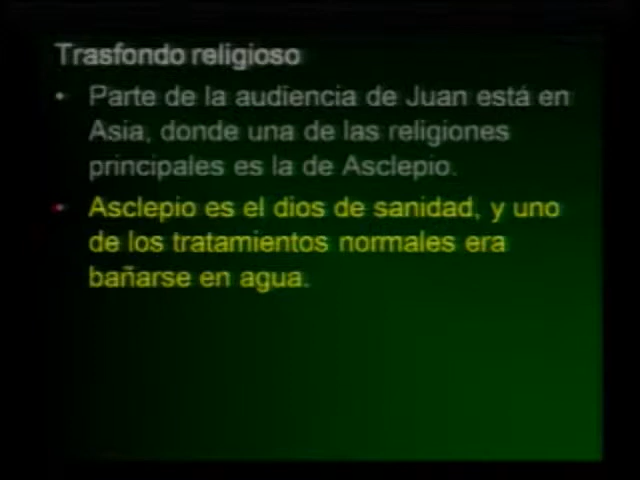 Trasfondo religioso
• Parte de la audiencia de Juan está en
Asia, donde una de las religiones
principales es la de Asclepio.
• Asclepio es el dios de sanidad, y uno
de los tratamientos normales era
bañarse en agua.